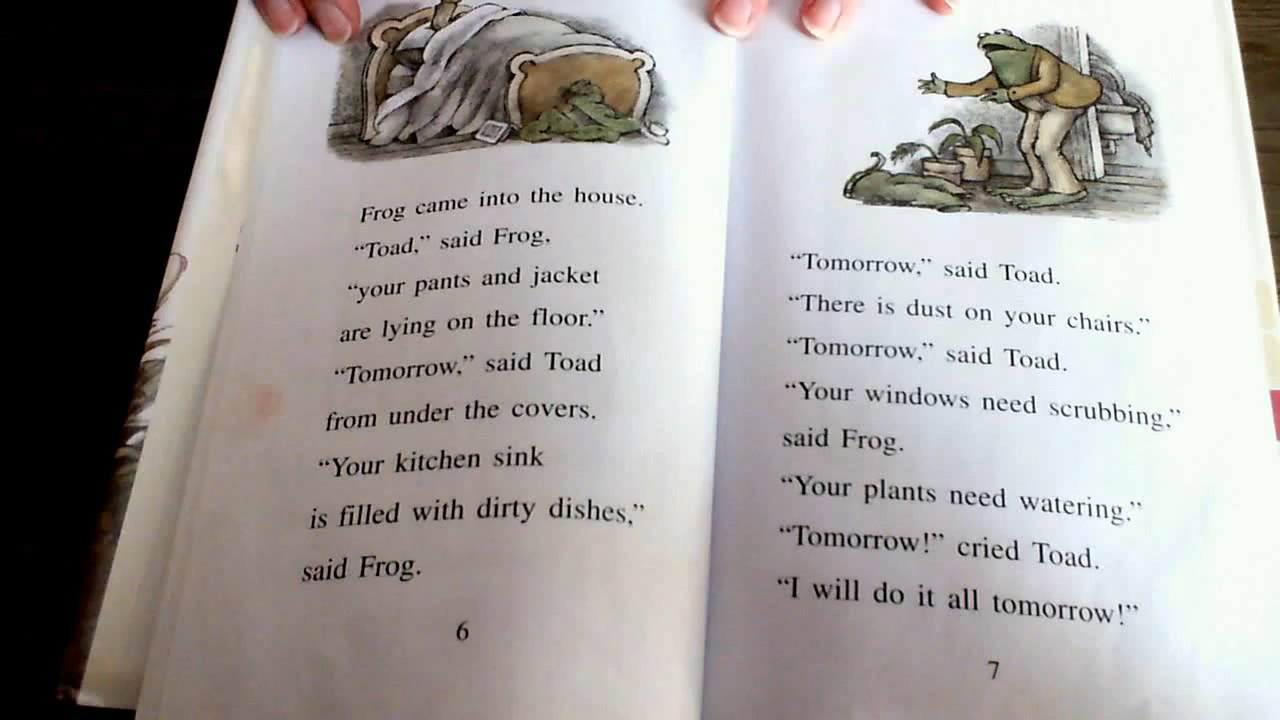 Frog came into the house.
“Toad,” said Frog,
“your pants and jacket
are lying on the floor.”
“Tomorrow,” said Toad
from under the covers.
“Your kitchen sink
is filled with dirty dishes,”
said Frog.
6
“Tomorrow,” said Toad.
“There is dust on your chairs.”
“Tomorrow,” said Toad.
“Your windows need scrubbing,”
said Frog.
“Your plants need watering.”
“Tomorrow!” cried Toad.
“I will do it all tomorrow!”
7